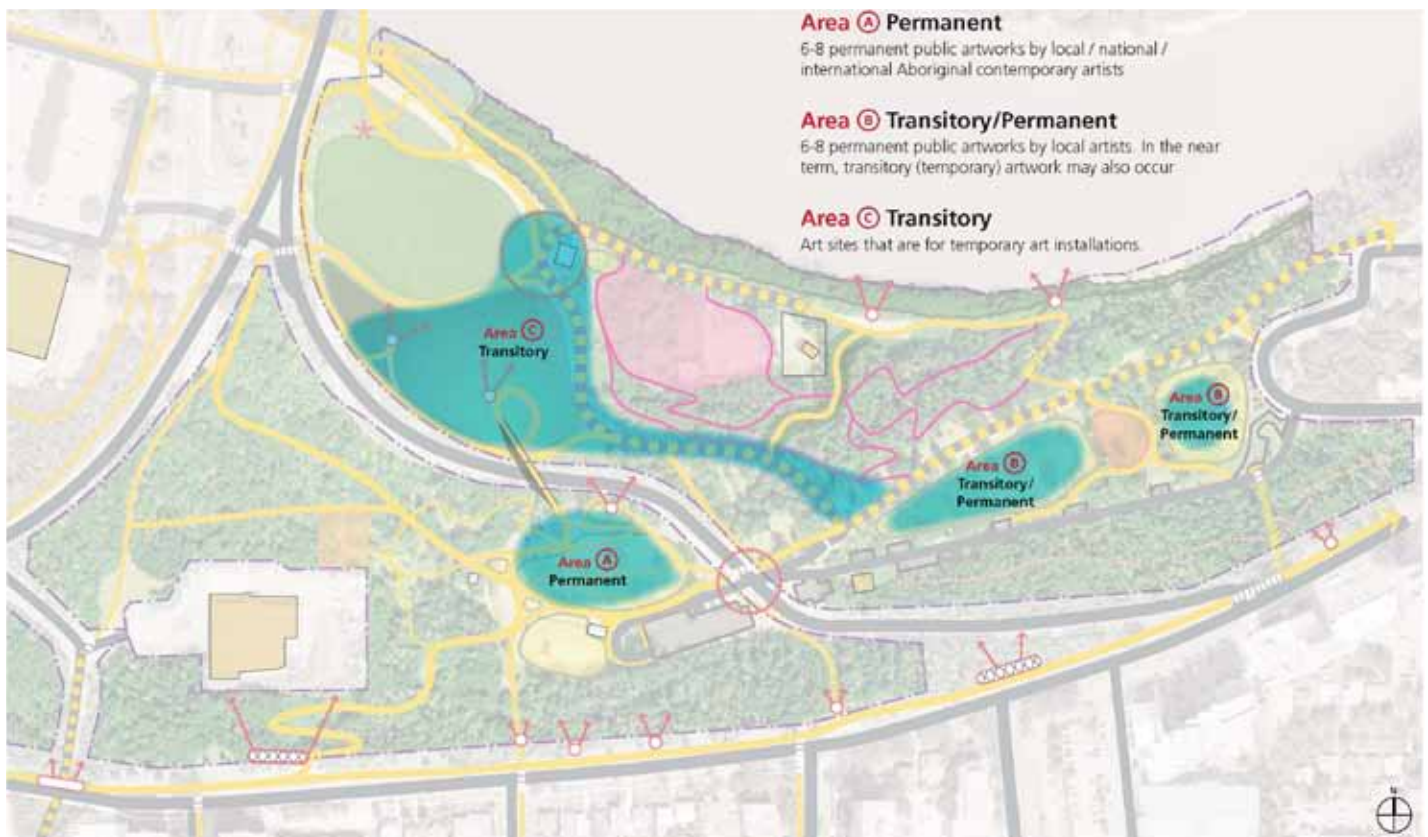 Area A Permanent
6-8 permanent public artworks by local / national /
international Aboriginal contemporary artists
Area B Transitory/Permanent
6-8 permanent public artworks by local artists. In the near
term, transitory (temporary) artwork may also occur
Area C Transitory
Art sites that are for temporary art installations.
Area C
Transitory
Area B
Transitory/
Permanent
Area B
Transitory/
Permanent
Area A
Permanent
N